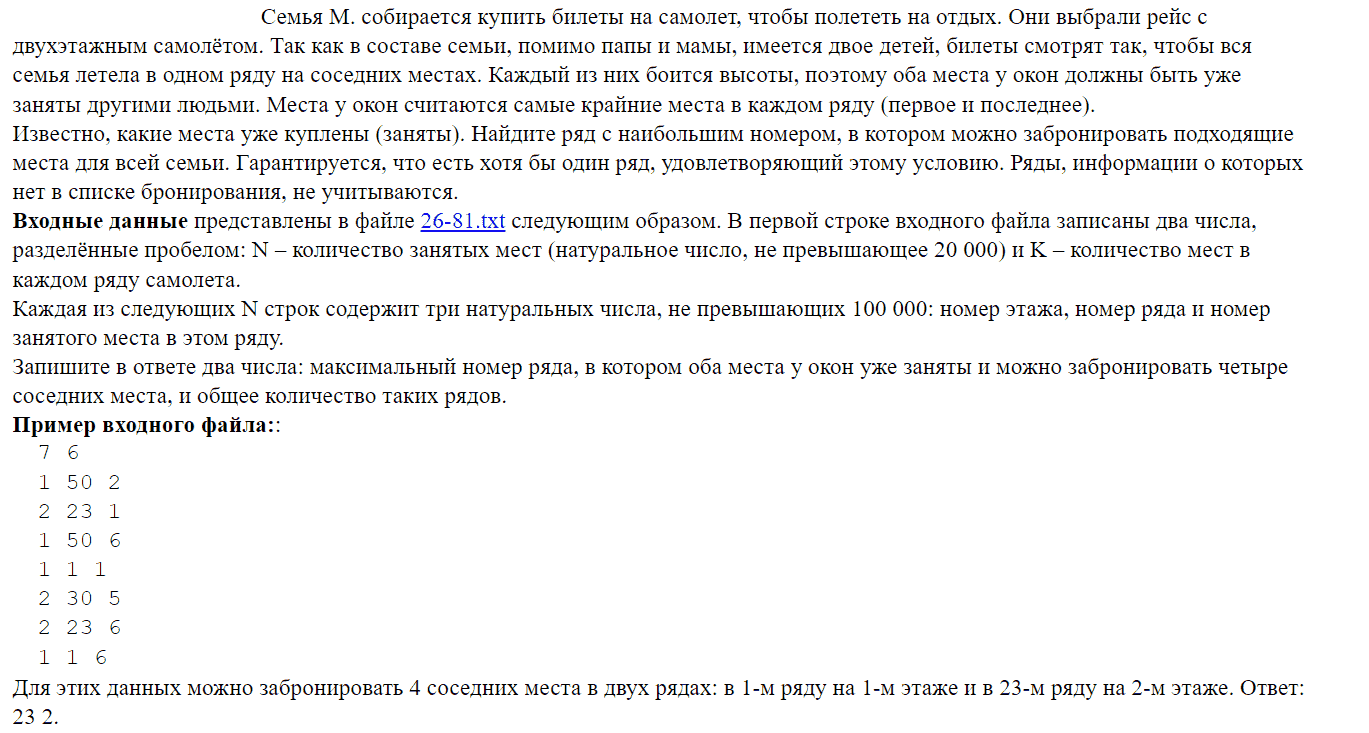 Семья М. собирается купить билеты на самолет, чтобы полететь на отдых. Они выбрали рейс с
двухэтажным самолётом. Так как в составе семьи, помимо папы и мамы, имеется двое детей, билеты смотрят так, чтобы вся
семья летела в одном ряду на соседних местах. Каждый из них боится высоты, поэтому оба места у окон должны быть уже
заняты другими людьми. Места у окон считаются самые крайние места в каждом ряду (первое и последнее).
Известно, какие места уже куплены (заняты). Найдите ряд с наибольшим номером, в котором можно забронировать подходящие
места для всей семьи. Гарантируется, что есть хотя бы один ряд, удовлетворяющий этому условию. Ряды, информации о которых
нет в списке бронирования, не учитываются.
Входные данные представлены в файле 26-81.txt следующим образом. В первой строке входного файла записаны два числа,
разделённые пробелом: N – количество занятых мест (натуральное число, не превышающее 20 000) и K – количество мест в
каждом ряду самолета.
Каждая из следующих N строк содержит три натуральных числа, не превышающих 100 000: номер этажа, номер ряда и номер
занятого места в этом ряду.
Запишите в ответе два числа: максимальный номер ряда, в котором оба места у окон уже заняты и можно забронировать четыре
соседних места, и общее количество таких рядов.
Пример входного файла::
7 6
1 50 2
2 23 1
1 50 6
1 1 1
2 30 5
2 23 6
1 1 6
Для этих данных можно забронировать 4 соседних места в двух рядах: в 1-м ряду на 1-м этаже и в 23-м ряду на 2-м этаже. Ответ:
23 2.